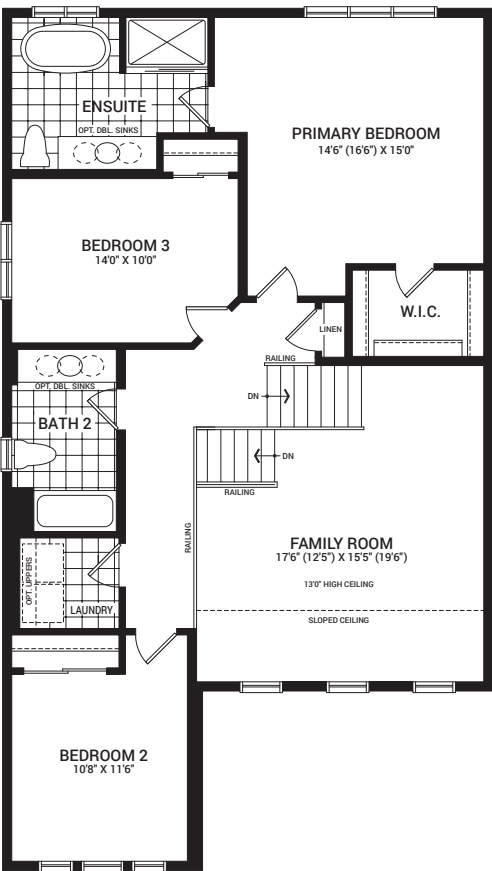 ENSUITE
OPT. DBL. SINKS
PRIMARY BEDROOM
14'6" (16'6") X 15'0"
BEDROOM 3
14'0" X 10'0"
W.I.C.
LINEN
RAILING
OPT. DBL. SINKS
DN
BATH 2
DN
RAILING
RAILING
FAMILY ROOM
17'6" (12'5") X 15'5" (19'6")
13'0" HIGH CEILING
OPT. UPPERS
LAUNDRY
SLOPED CEILING
BEDROOM 2
10'8" X 11'6"